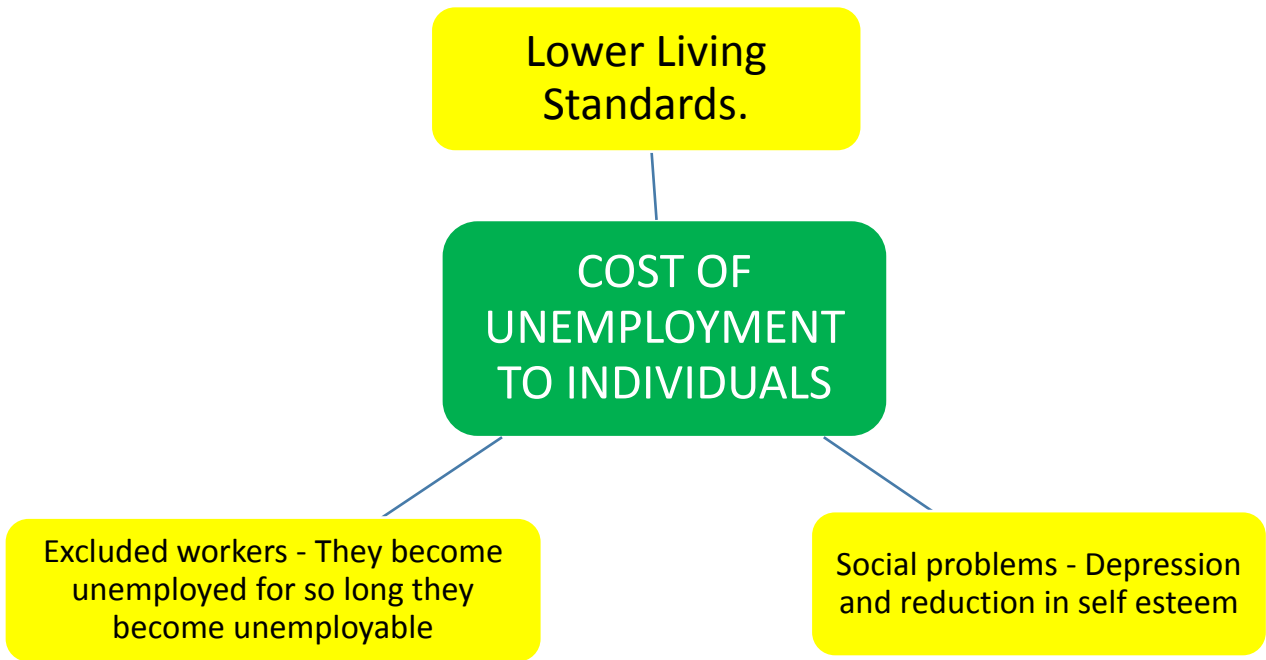 Lower Living
Standards.
COST OF
UNEMPLOYMENT
TO INDIVIDUALS
Excluded workers - They become
unemployed for so long they
become unemployable
Social problems - Depression
and reduction in self esteem